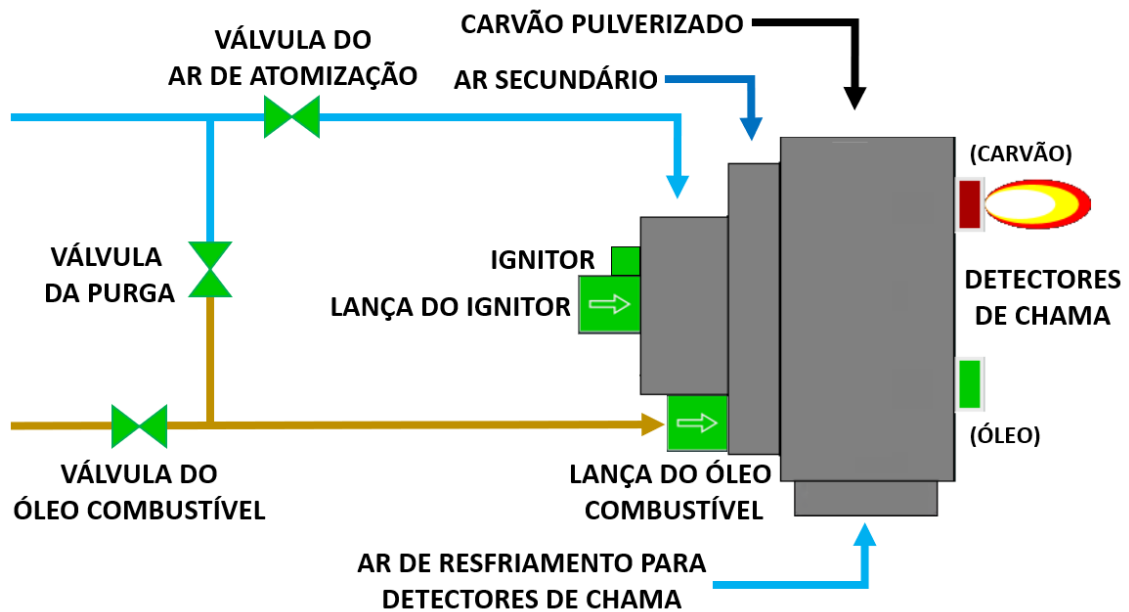 CARVÃO PULVERIZADO
VÁLVULA DO
AR DE ATOMIZAÇÃO
AR SECUNDÁRIO
(CARVÃO)
VÁLVULA
DA PURGA
IGNITOR
LANÇA DO IGNITOR
DETECTORES
DE CHAMA
(ÓLEO)
VÁLVULA DO
ÓLEO COMBUSTÍVEL
LANÇA DO ÓLEO
COMBUSTÍVEL
AR DE RESFRIAMENTO PARA
DETECTORES DE CHAMA